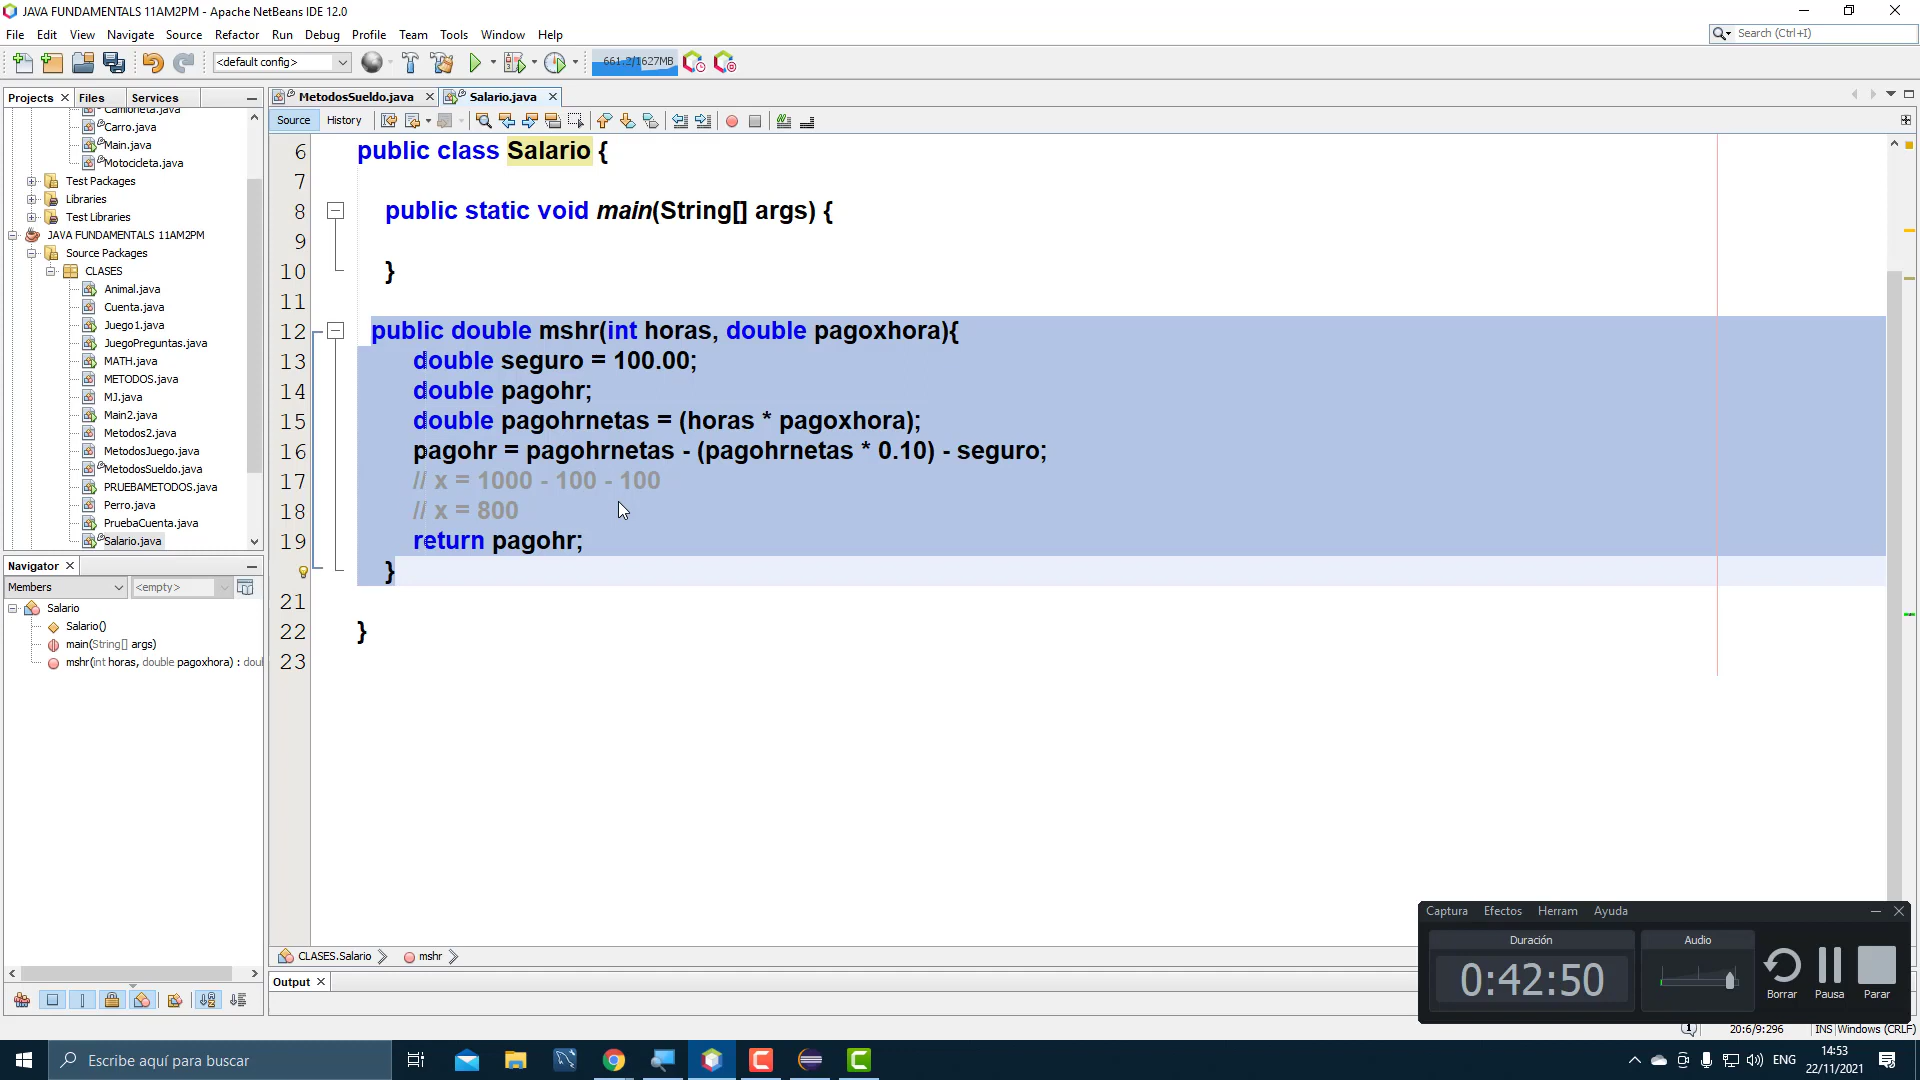 JAVA FUNDAMENTALS 11AM2PM - Apache NetBeans IDE 12.0
File Edit View Navigate Source Refactor Run Debug Profile Team Tools Window Help
Search (Ctrl+I)
<default config>
661.2/1627MB
Projects Files Services
MetodosSueldo.java Salario.java
Source History
Camioneta.java
Carro.java
Main.java
Motocicleta.java
Test Packages
Libraries
Test Libraries
JAVA FUNDAMENTALS 11AM2PM
Source Packages
CLASES
Animal.java
Cuenta.java
Juego1.java
JuegoPreguntas.java
MATH.java
METODOS.java
MJ.java
Main2.java
Metodos2.java
MetodosJuego.java
MetodosSueldo.java
PRUEBAMETODOS.java
Perro.java
PruebaCuenta.java
Salario.java
Navigator
Members <empty>
Salario
Salario()
main(String[] args)
mshr(int horas, double pagoxhora) : doul
6 public class Salario {
7
8 public static void main(String[] args) {
9
10 }
11
12 public double mshr(int horas, double pagoxhora){
13 double seguro = 100.00;
14 double pagohr;
15 double pagohrnetas = (horas * pagoxhora);
16 pagohr = pagohrnetas - (pagohrnetas * 0.10) - seguro;
17 // x = 1000 - 100 - 100
18 // x = 800
19 return pagohr;
}
21
22 }
23
CLASES.Salario mshr
Output
Captura Efectos Herram Ayuda
Duración
0:42:50
Audio
Borrar Pausa Parar
20:6/9:296 INS Windows (CRLF)
Escribe aquí para buscar
ENG
14:53
22/11/2021